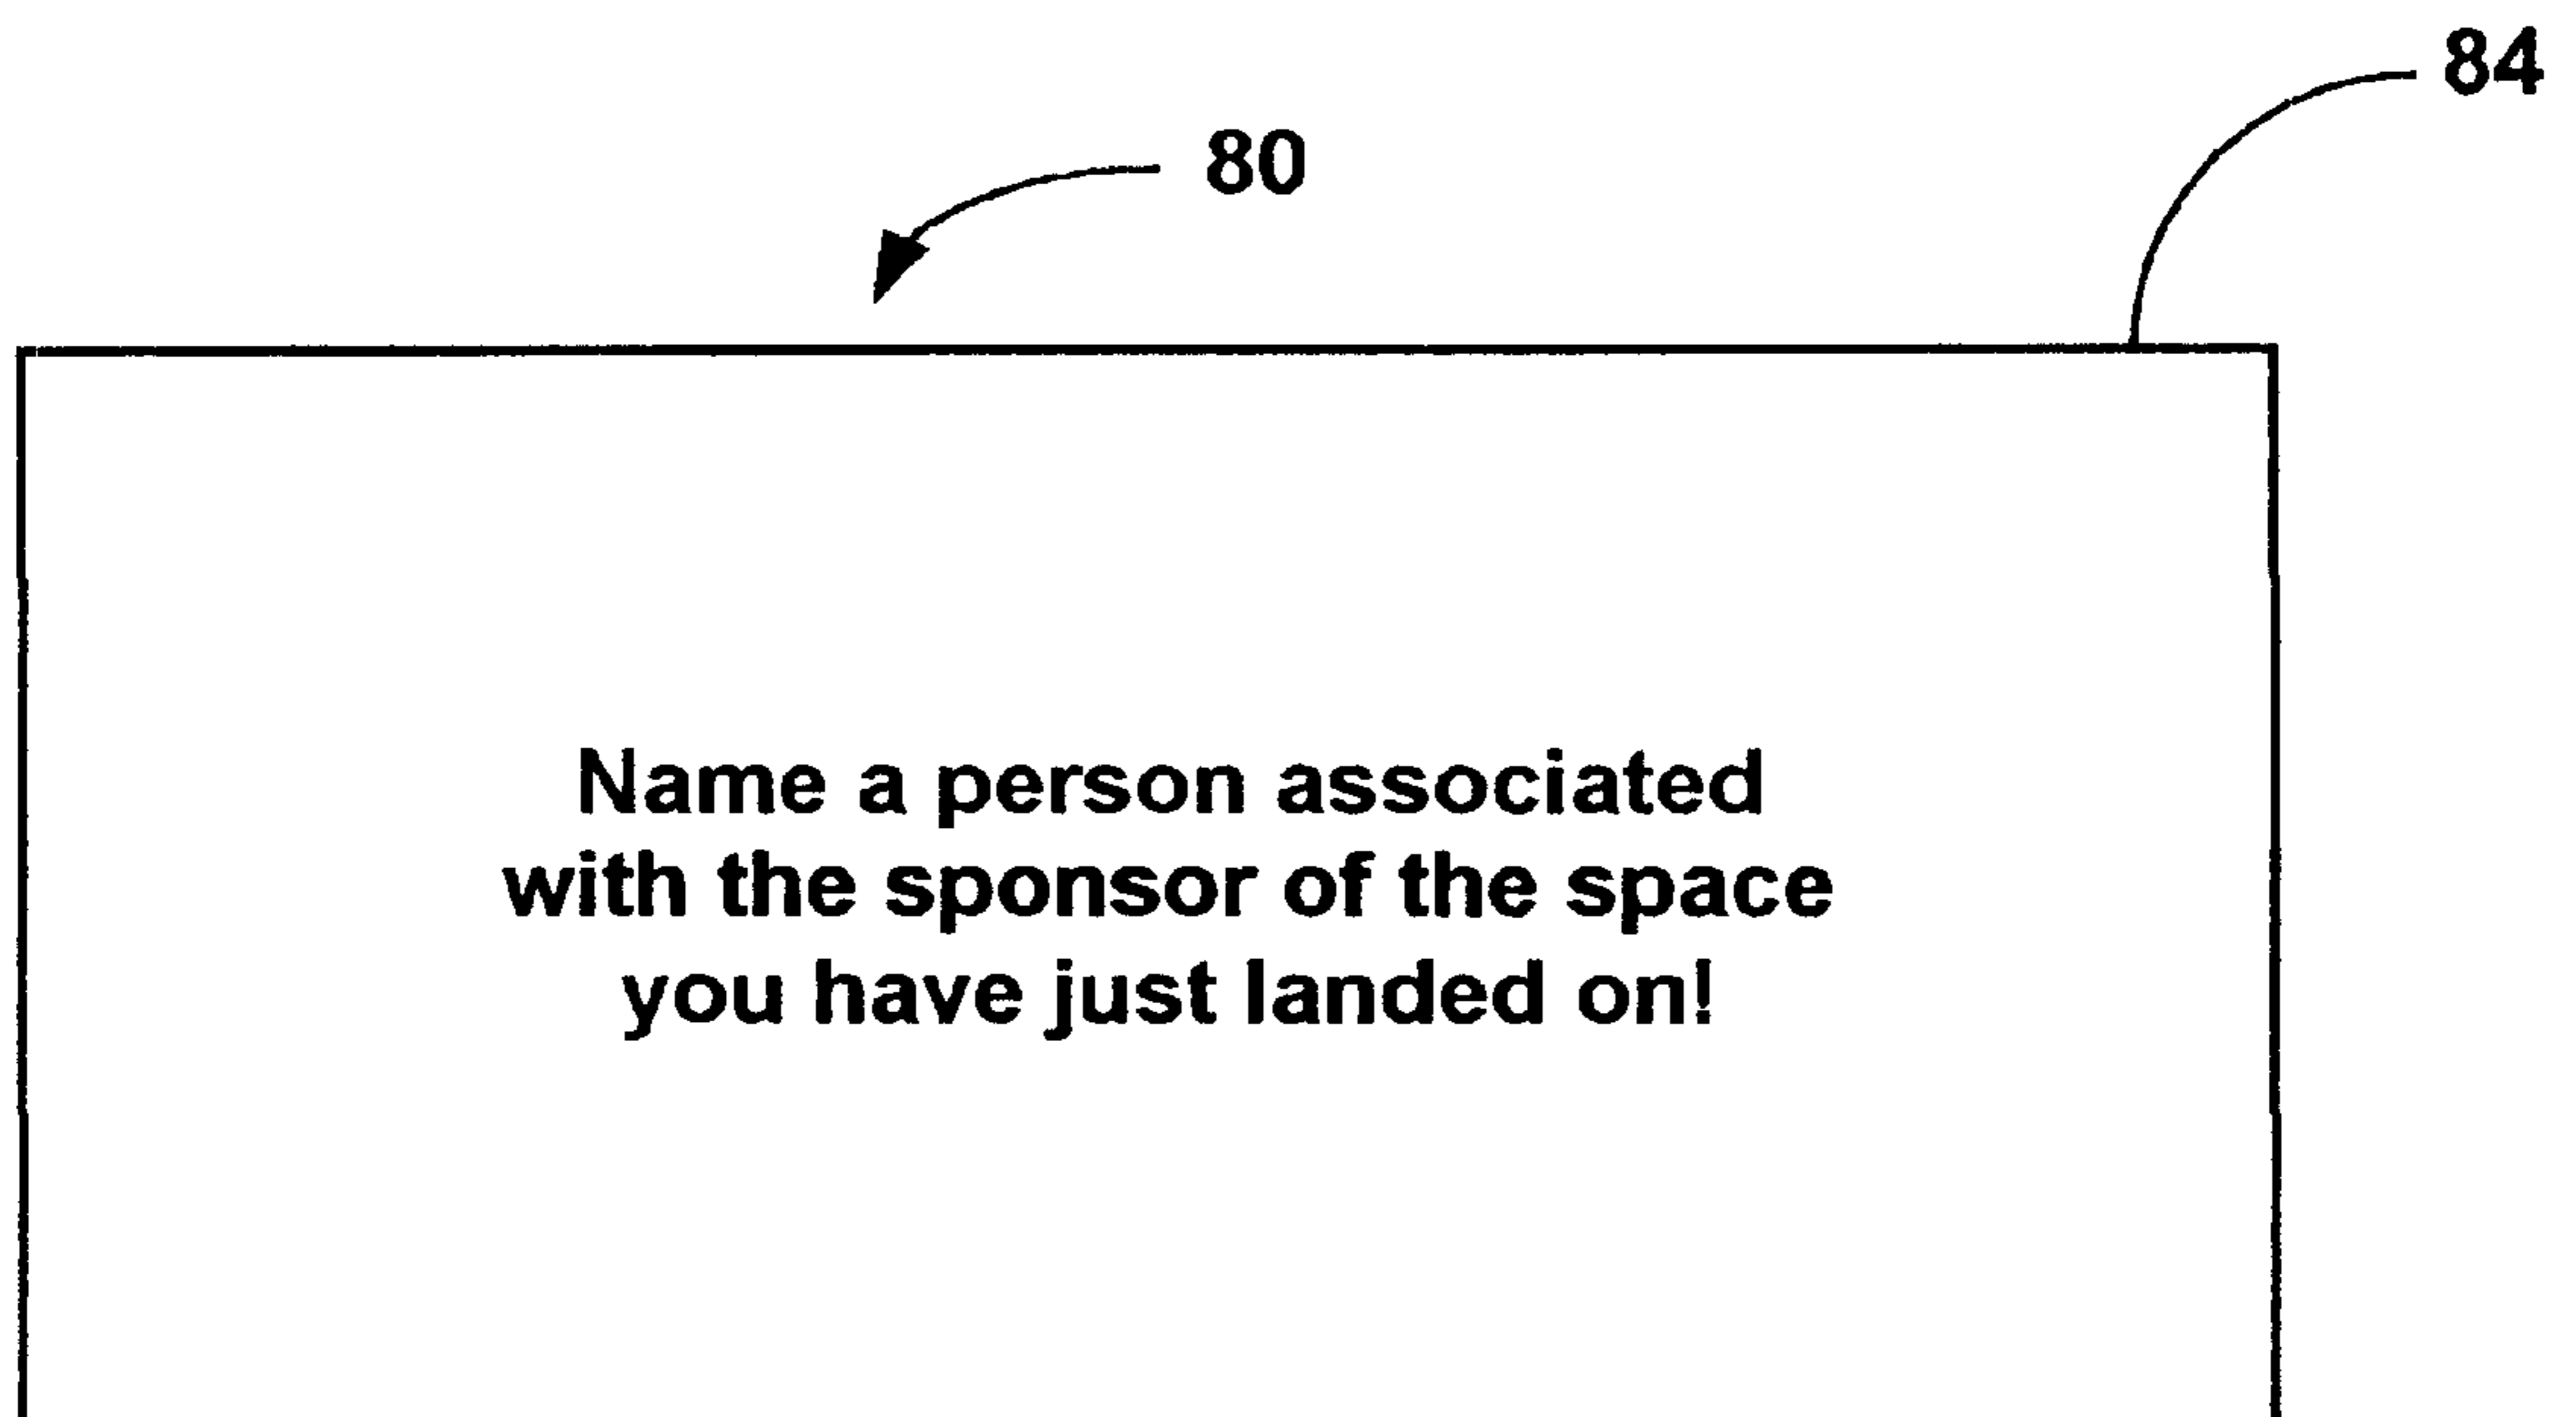 84
80
Name a person associated
with the sponsor of the space
you have just landed on!